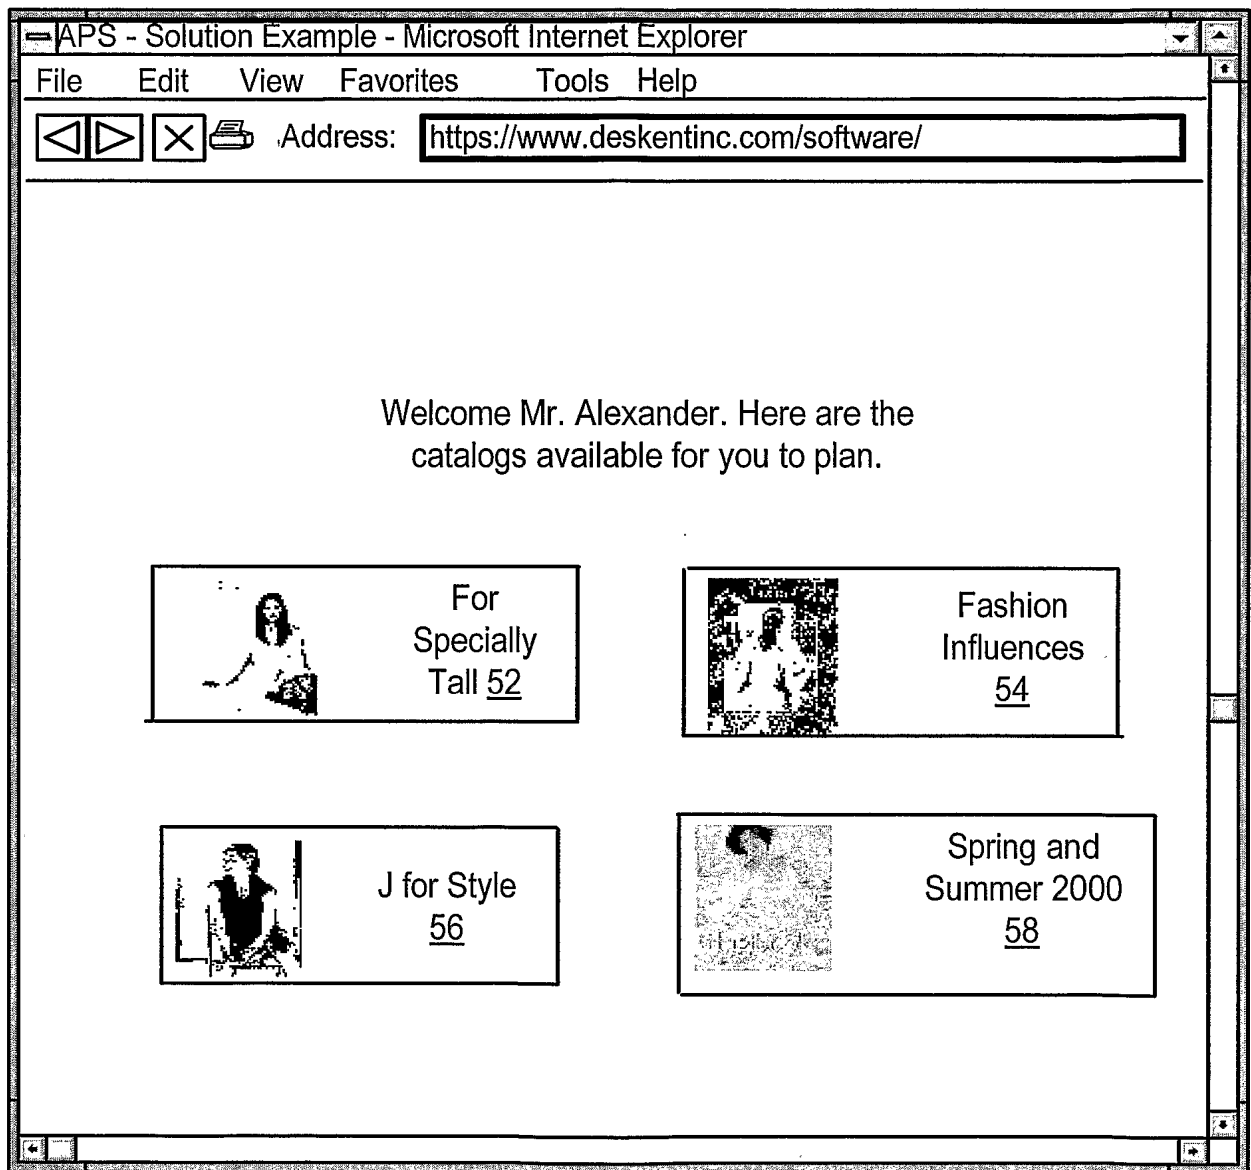 APS - Solution Example - Microsoft Internet Explorer
File Edit View Favorites Tools Help
Address: https://www.deskentinc.com/software/
Welcome Mr. Alexander. Here are the
catalogs available for you to plan.
For
Specially
Tall 52
Fashion
Influences
54
J for Style
56
Spring and
Summer 2000
58